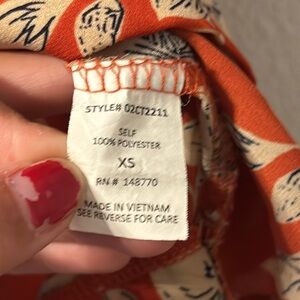 STYLE# 02CT2211
SELF
100% POLYESTER
XS
RN # 148770
MADE IN VIETNAM
SEE REVERSE FOR CARE